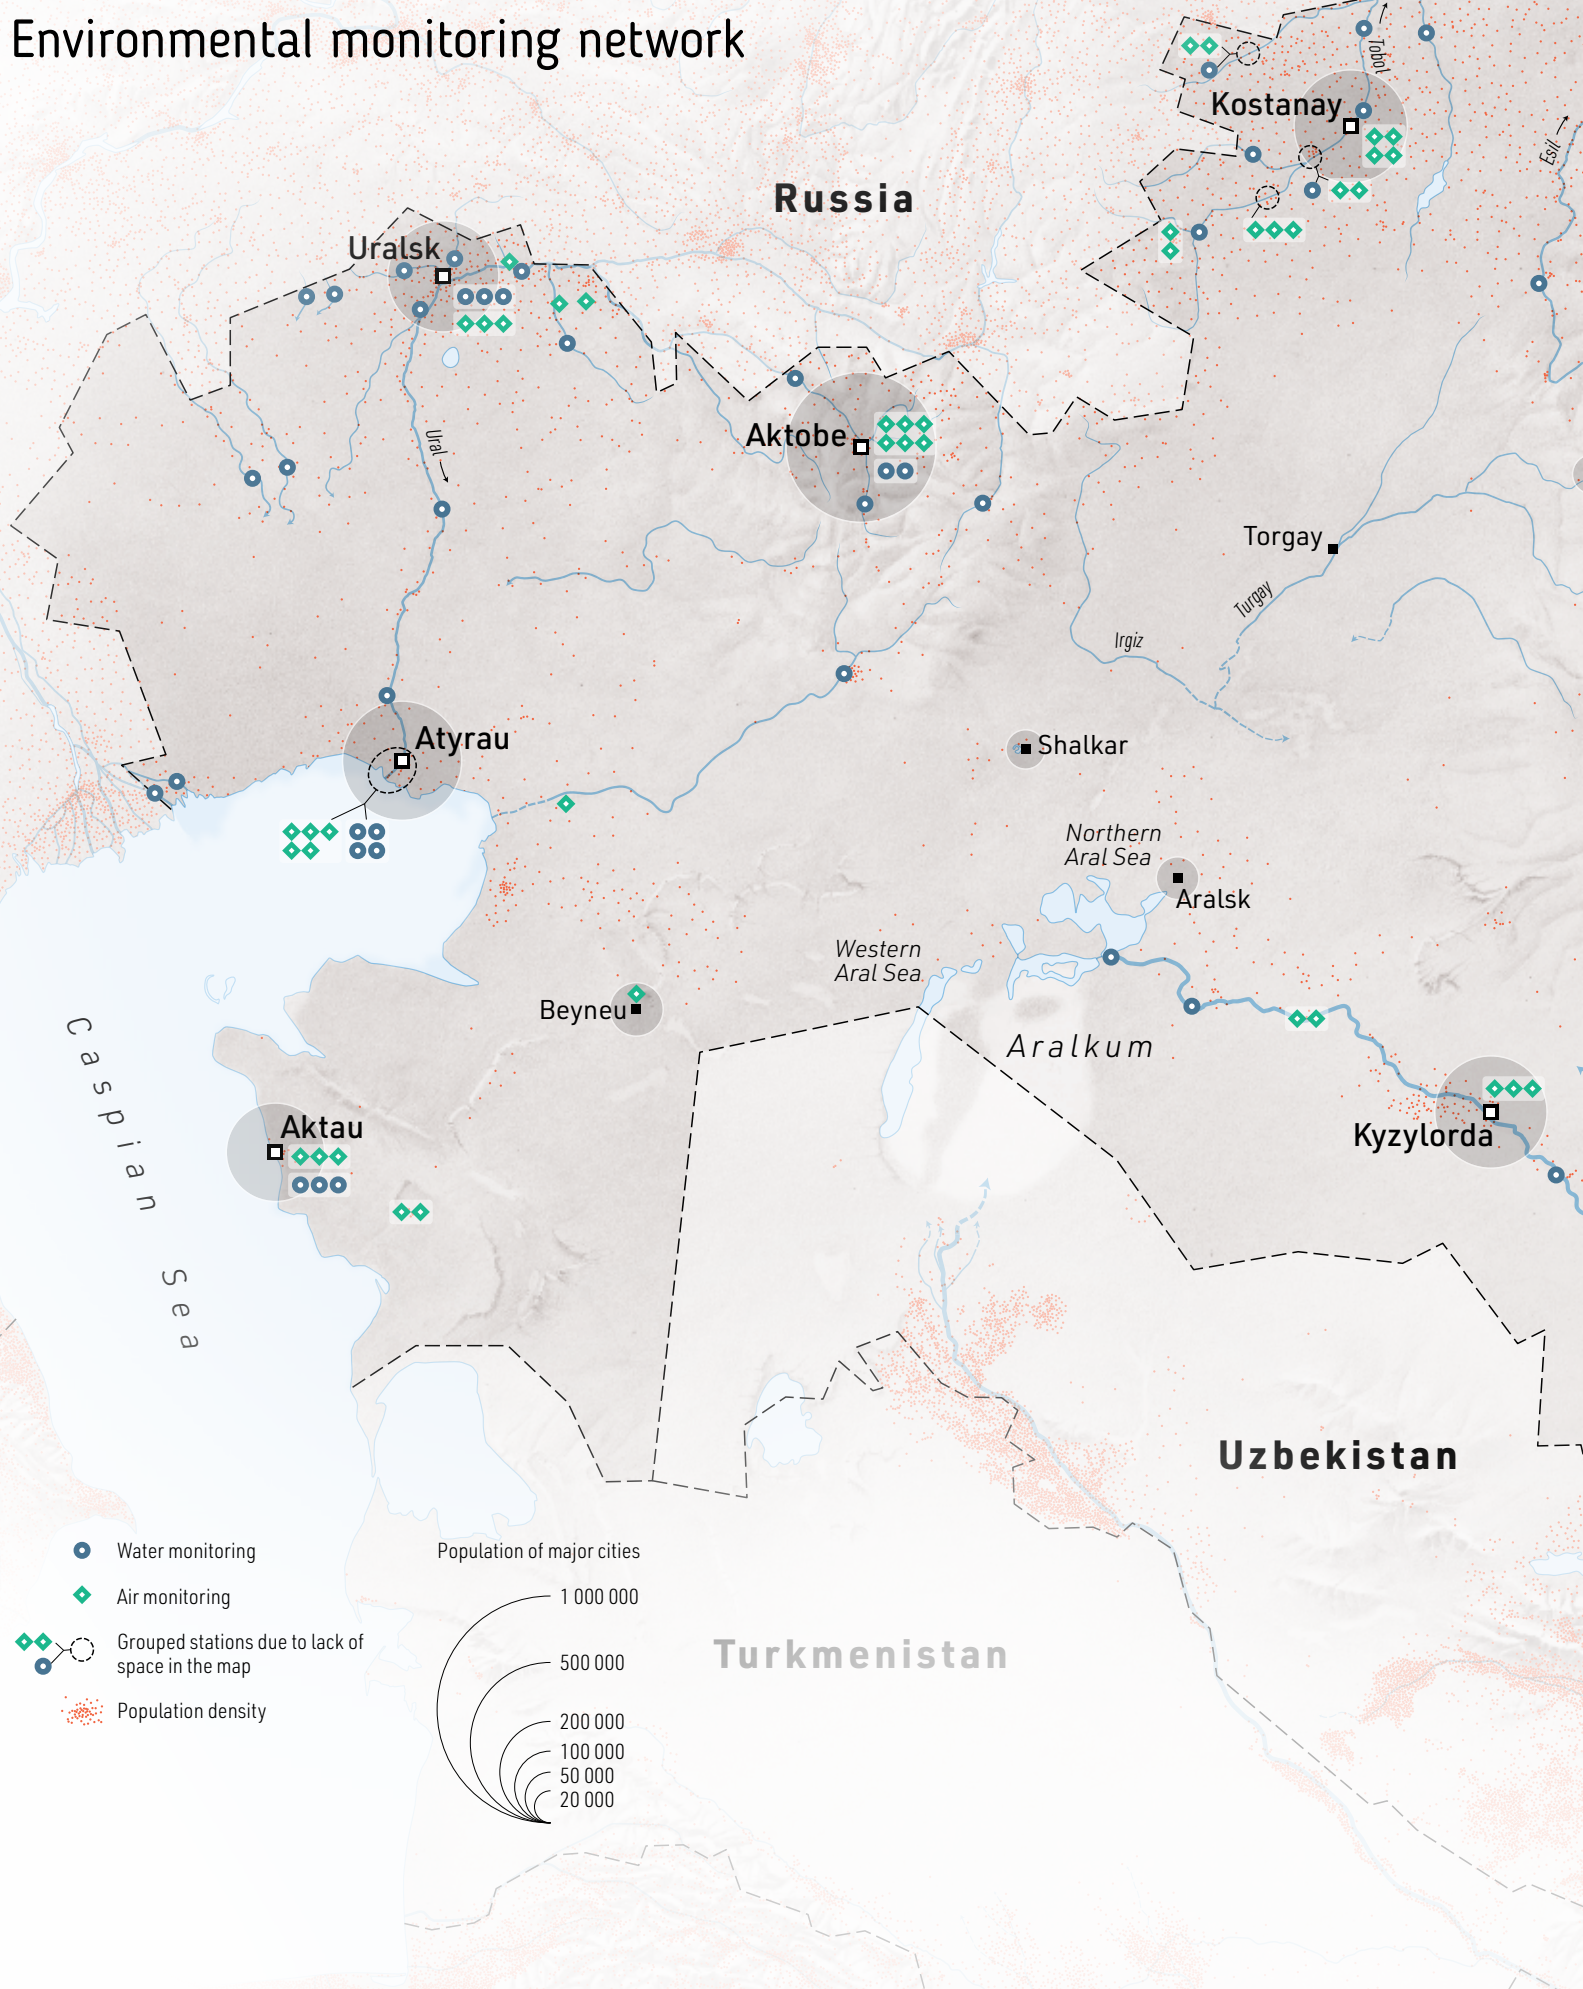 Environmental monitoring network
Tobol
Kostanay
Esil
Russia
Uralsk
Ural
Aktobe
Torgay
Turgay
Irgiz
Atyrau
Shalkar
Northern
Aral Sea
Aralsk
Western
Aral Sea
Beyneu
Aralkum
Caspian Sea
Aktau
Kyzylorda
Uzbekistan
Turkmenistan
Water monitoring
Air monitoring
Grouped stations due to lack of
space in the map
Population density
Population of major cities
1 000 000
500 000
200 000
100 000
50 000
20 000